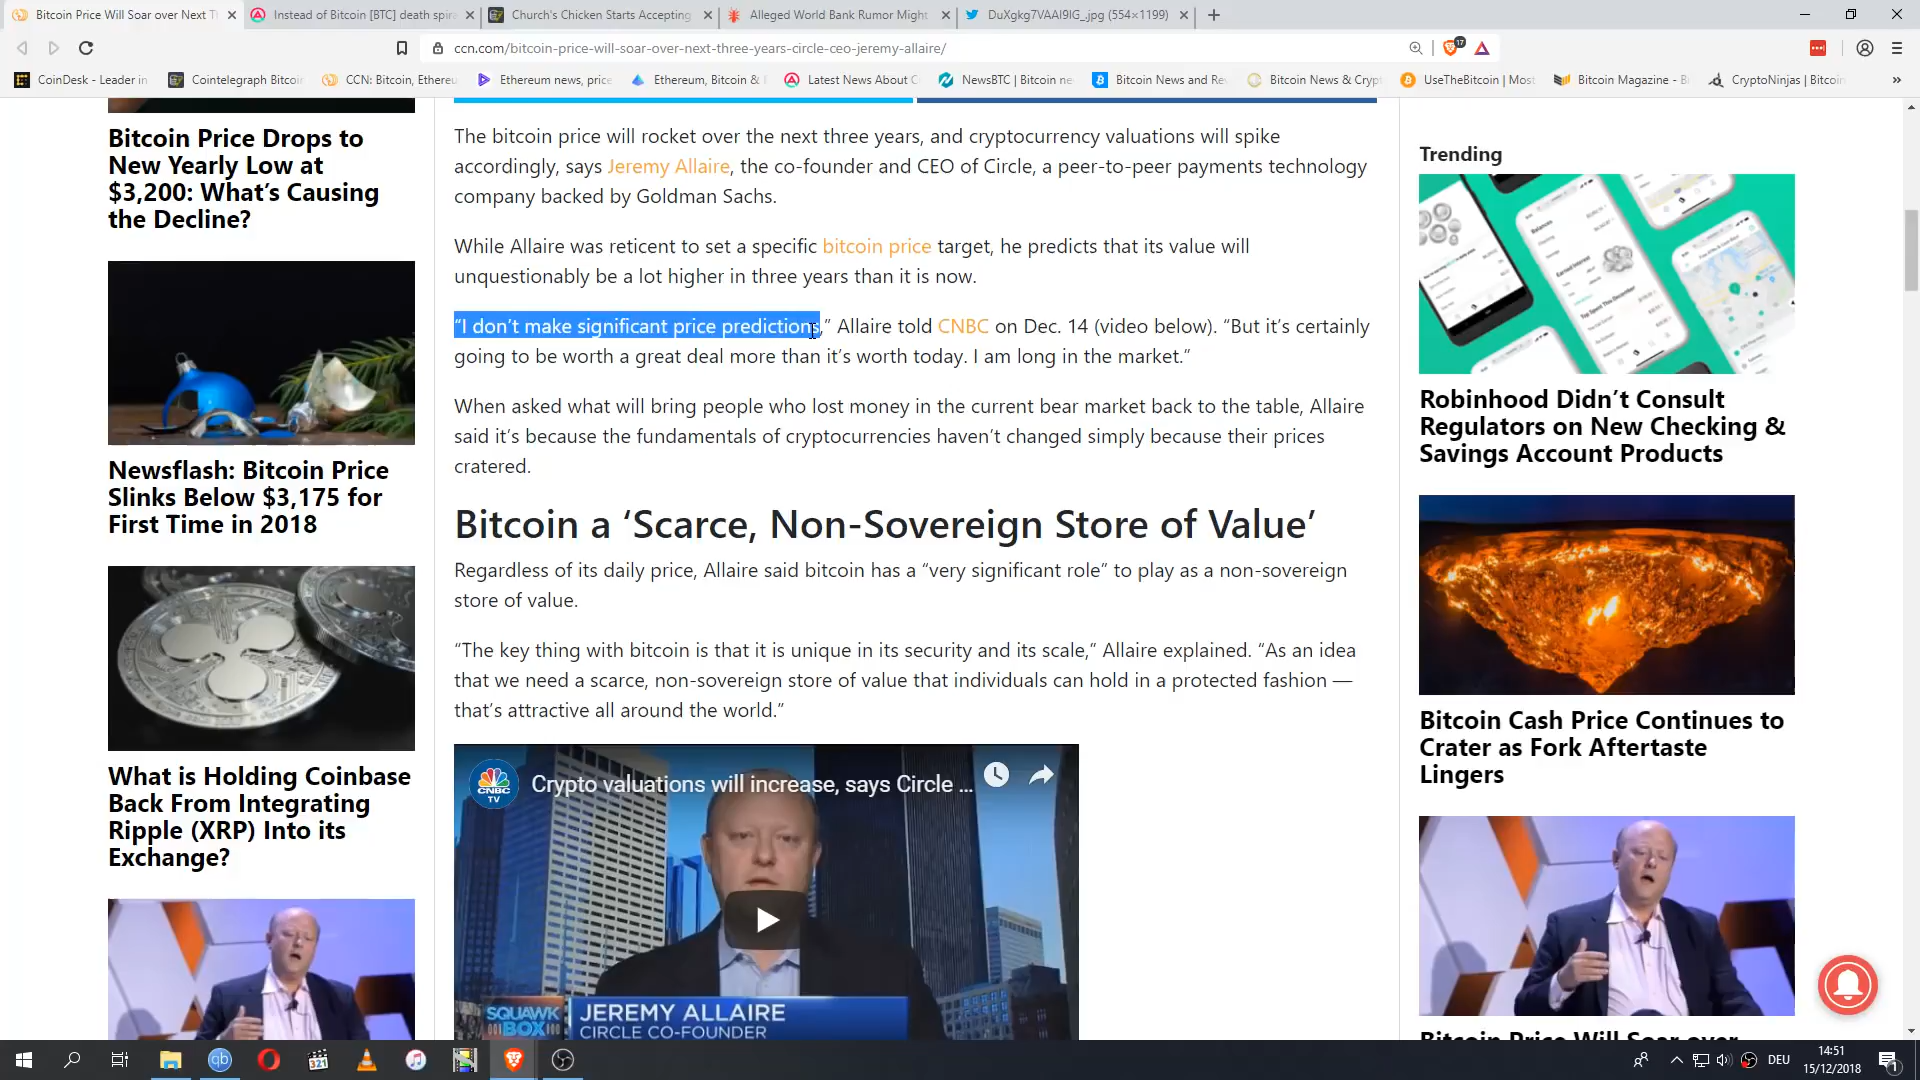 Bitcoin Price Will Soar over Next T
Instead of Bitcoin [BTC] death spira
Church's Chicken Starts Accepting
Alleged World Bank Rumor Might
DuXgkg7VAAI9IG_.jpg (554×1199)
ccn.com/bitcoin-price-will-soar-over-next-three-years-circle-ceo-jeremy-allaire/
17
CoinDesk - Leader in
Cointelegraph Bitcoin
CCN: Bitcoin, Ethereu
Ethereum news, price
Ethereum, Bitcoin &
Latest News About C
NewsBTC | Bitcoin ne
Bitcoin News and Re
Bitcoin News & Crypt
UseTheBitcoin | Most
Bitcoin Magazine - B
CryptoNinjas | Bitcoin
»
Bitcoin Price Drops to
New Yearly Low at
$3,200: What’s Causing
the Decline?
Newsflash: Bitcoin Price
Slinks Below $3,175 for
First Time in 2018
What is Holding Coinbase
Back From Integrating
Ripple (XRP) Into its
Exchange?
The bitcoin price will rocket over the next three years, and cryptocurrency valuations will spike
accordingly, says Jeremy Allaire, the co-founder and CEO of Circle, a peer-to-peer payments technology
company backed by Goldman Sachs.
While Allaire was reticent to set a specific bitcoin price target, he predicts that its value will
unquestionably be a lot higher in three years than it is now.
“I don’t make significant price predictions,” Allaire told CNBC on Dec. 14 (video below). “But it’s certainly
going to be worth a great deal more than it’s worth today. I am long in the market.”
When asked what will bring people who lost money in the current bear market back to the table, Allaire
said it’s because the fundamentals of cryptocurrencies haven’t changed simply because their prices
cratered.
Bitcoin a ‘Scarce, Non-Sovereign Store of Value’
Regardless of its daily price, Allaire said bitcoin has a “very significant role” to play as a non-sovereign
store of value.
“The key thing with bitcoin is that it is unique in its security and its scale,” Allaire explained. “As an idea
that we need a scarce, non-sovereign store of value that individuals can hold in a protected fashion —
that’s attractive all around the world.”
CNBC
TV
Crypto valuations will increase, says Circle ...
SQUAWK
BOX
JEREMY ALLAIRE
CIRCLE CO-FOUNDER
Trending
Robinhood Didn’t Consult
Regulators on New Checking &
Savings Account Products
Bitcoin Cash Price Continues to
Crater as Fork Aftertaste
Lingers
Bitcoin Price Will Soar over
qb
321
DEU
14:51
15/12/2018
1